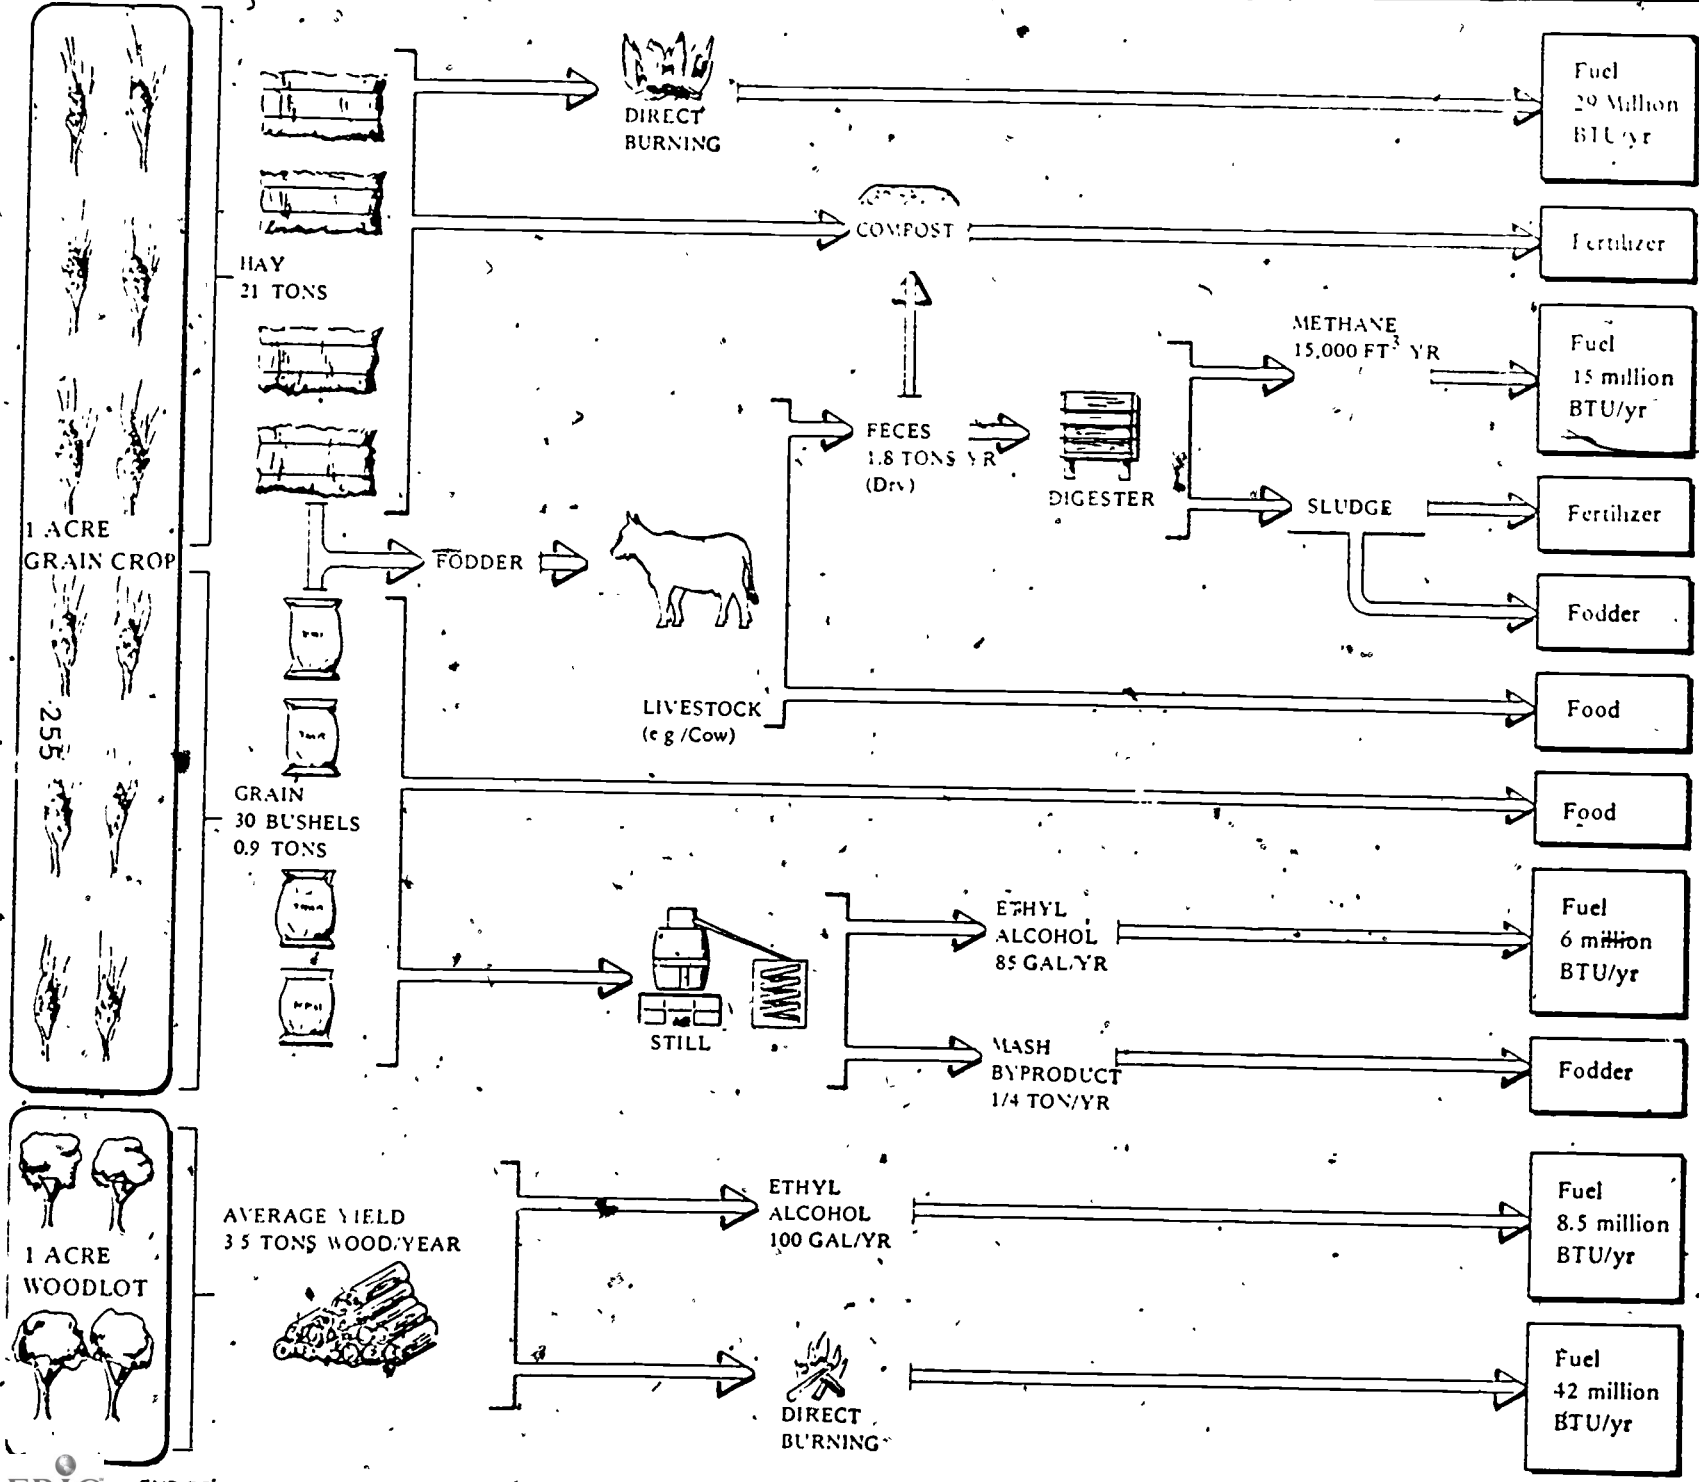 DIRECT
BURNING
Fuel
29 Million
BTU/yr
COMPOST
Fertilizer
HAY
21 TONS
METHANE
15,000 FT³ YR
Fuel
15 million
BTU/yr
FECES
1.8 TONS YR
(Dry)
DIGESTER
SLUDGE
Fertilizer
1 ACRE
GRAIN CROP
FODDER
Fodder
255
LIVESTOCK
(e g /Cow)
Food
GRAIN
30 BUSHELS
0.9 TONS
Food
STILL
ETHYL
ALCOHOL
85 GAL/YR
Fuel
6 million
BTU/yr
MASH
BYPRODUCT
1/4 TON/YR
Fodder
1 ACRE
WOODLOT
AVERAGE YIELD
3 5 TONS WOOD/YEAR
ETHYL
ALCOHOL
100 GAL/YR
Fuel
8.5 million
BTU/yr
DIRECT
BURNING
Fuel
42 million
BTU/yr